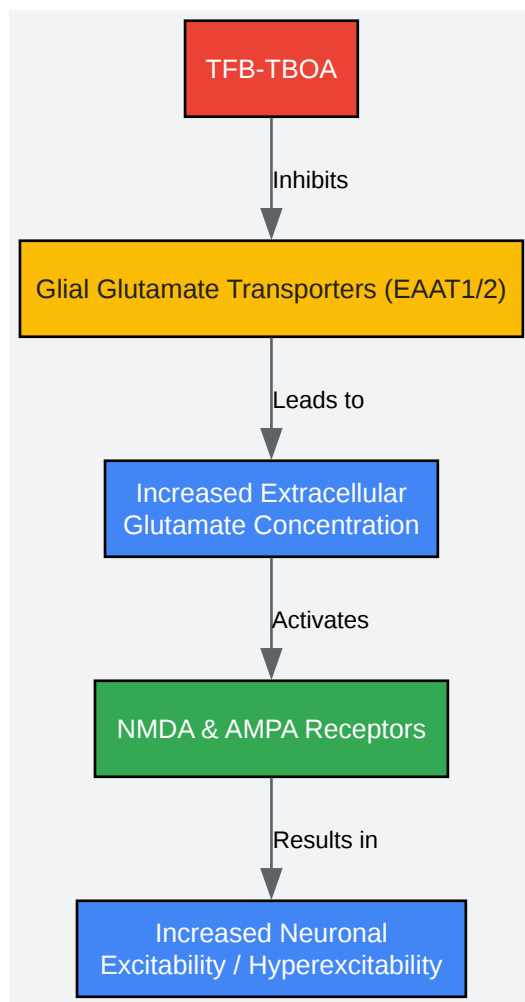 TFB-TBOA
Inhibits
Glial Glutamate Transporters (EAAT1/2)
Leads to
Increased Extracellular
Glutamate Concentration
Activates
NMDA & AMPA Receptors
Results in
Increased Neuronal
Excitability / Hyperexcitability